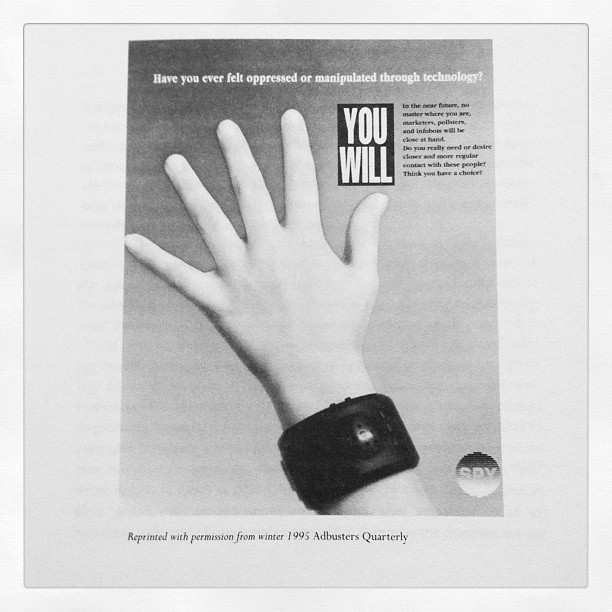 Have you ever felt oppressed or manipulated through technology?
YOU
WILL
In the near future, no
matter where you are,
marketers, pollsters,
and infobots will be
close at hand.
Do you really need or desire
closer and more regular
contact with these people?
Think you have a choice?
SPY
Reprinted with permission from winter 1995 Adbusters Quarterly